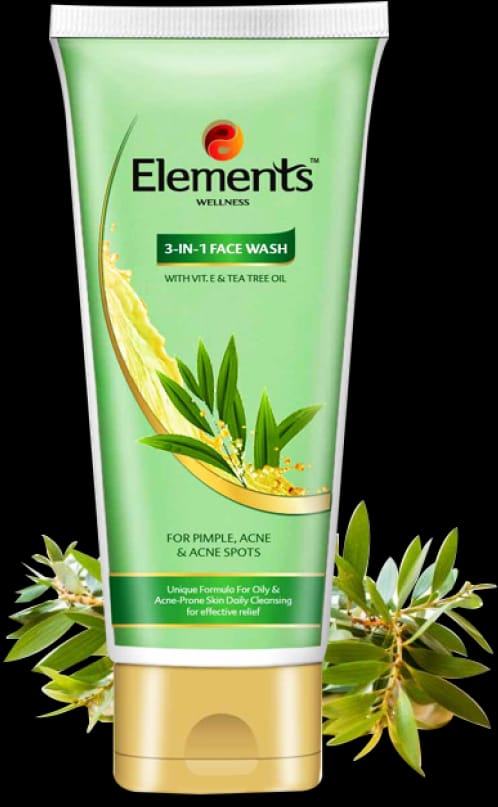 Elements™
WELLNESS
3-IN-1 FACE WASH
WITH VIT. E & TEA TREE OIL
FOR PIMPLE, ACNE
& ACNE SPOTS
Unique Formula For Oily &
Acne-Prone Skin Daily Cleansing
for effective relief